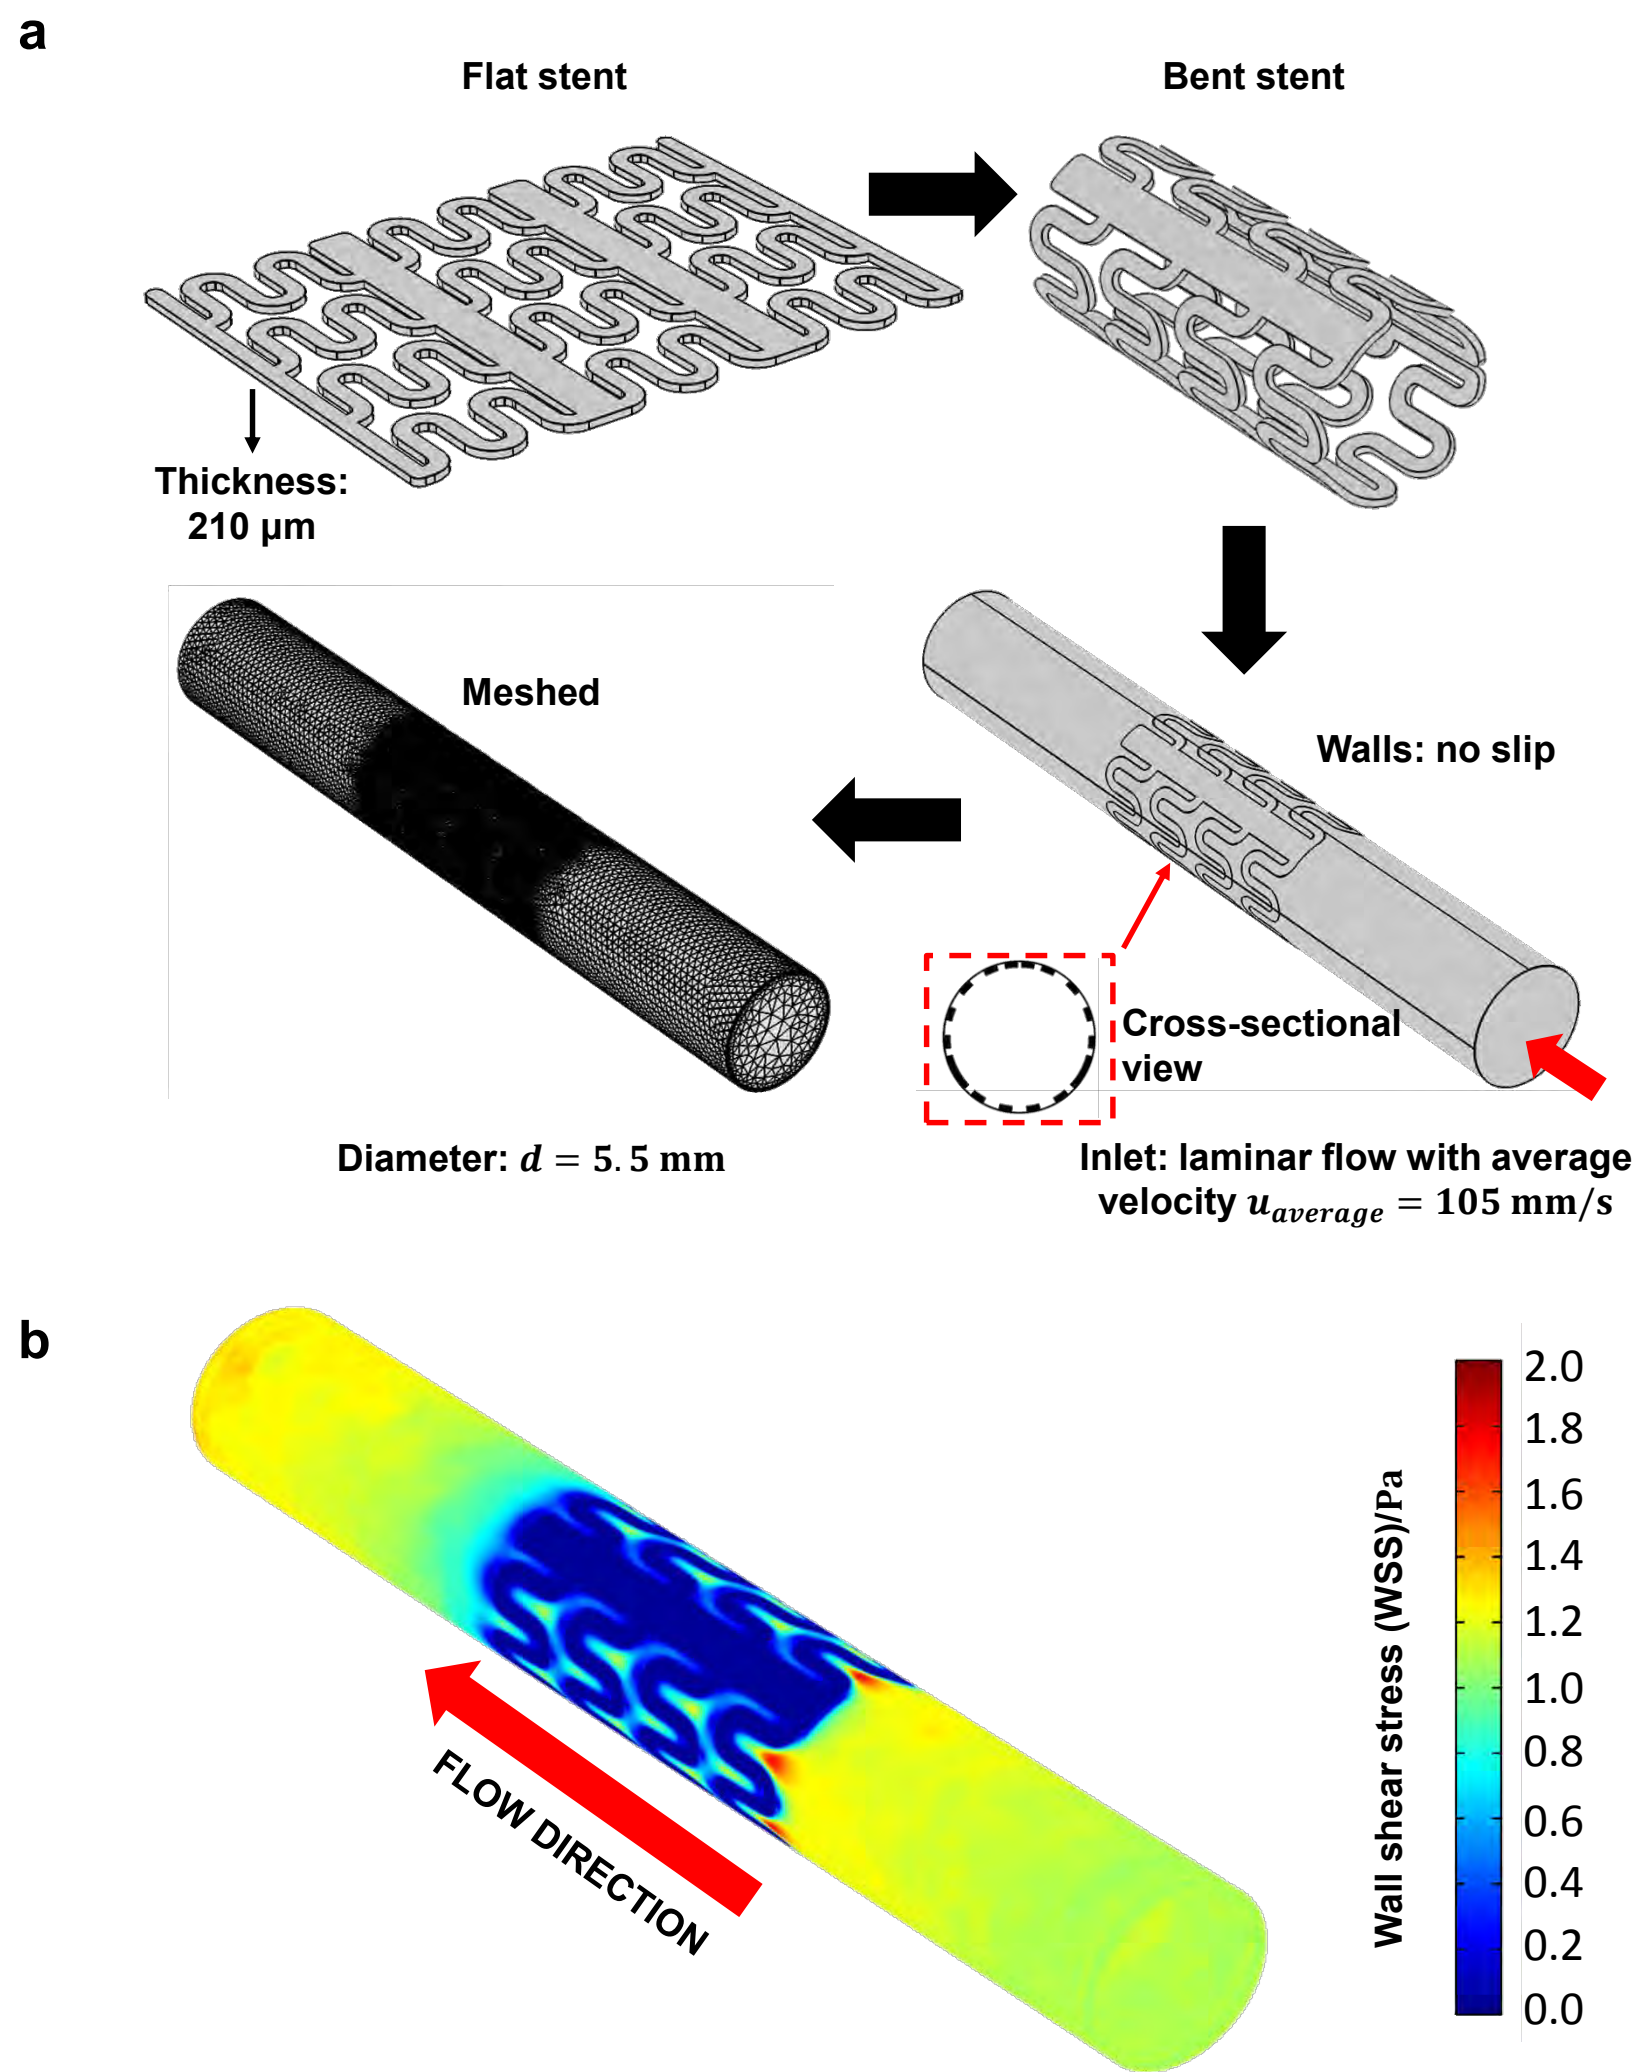 a
Flat stent
Bent stent
Thickness:
210 µm
Meshed
Walls: no slip
Cross-sectional
view
Diameter: d = 5.5 mm
Inlet: laminar flow with average
velocity u_average = 105 mm/s
b
FLOW DIRECTION
Wall shear stress (WSS)/Pa
2.0
1.8
1.6
1.4
1.2
1.0
0.8
0.6
0.4
0.2
0.0